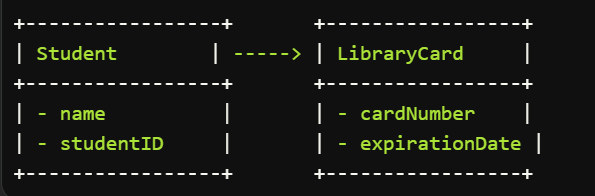 +-----------------+       +----------------+
| Student        | -----> | LibraryCard     |
+-----------------+       +----------------+
| - name          |       | - cardNumber    |
| - studentID     |       | - expirationDate |
+-----------------+       +----------------+